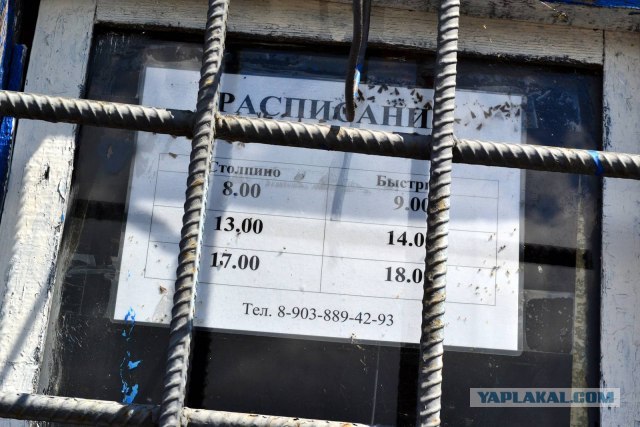 РАСПИСАНИ
Столпино Быстри
8.00 9.00
13.00 14.0
17.00 18.0
Тел. 8-903-889-42-93
YAPLAKAL.COM